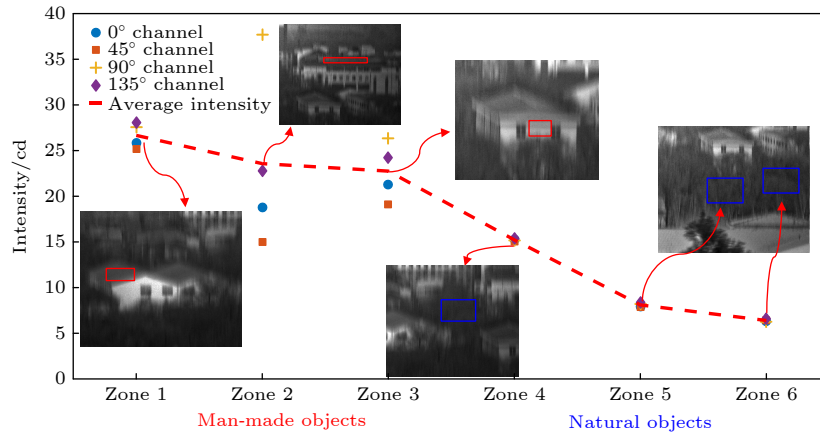 40
35
30
25
20
15
10
5
0
Intensity/cd
0° channel
45° channel
90° channel
135° channel
Average intensity
Zone 1 Zone 2 Zone 3 Zone 4 Zone 5 Zone 6
Man-made objects Natural objects